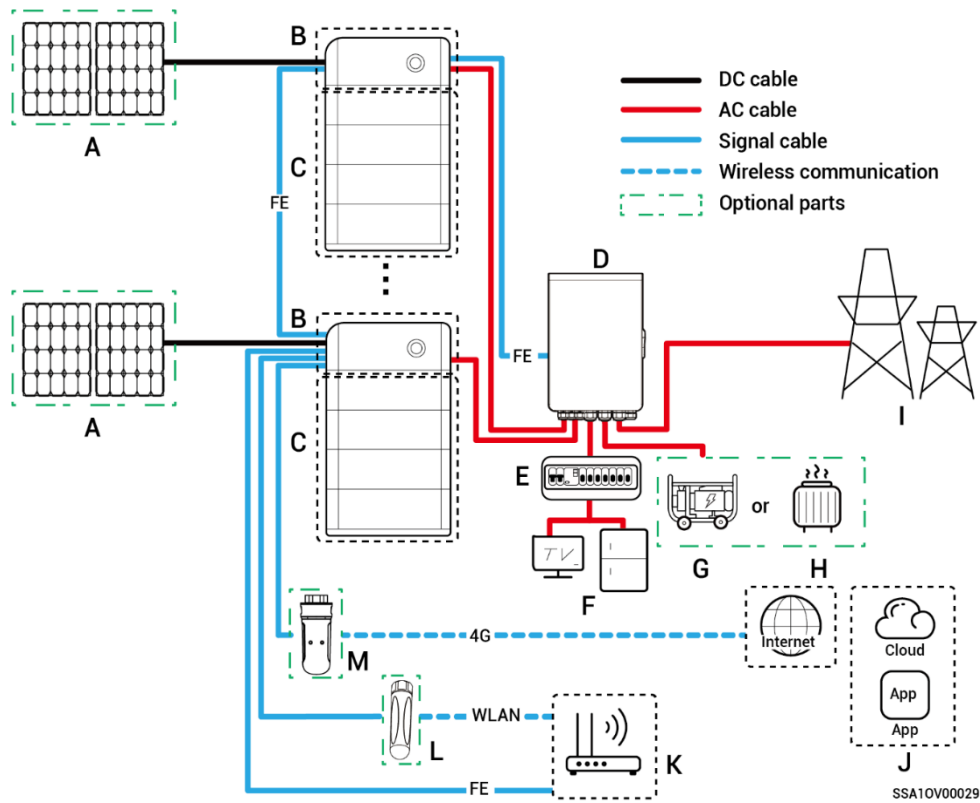 A
B
C
FE
DC cable
AC cable
Signal cable
Wireless communication
Optional parts
A
B
C
D
FE
I
E
TV
F
or
G
H
M
4G
Internet
Cloud
App
App
J
L
WLAN
K
FE
SSA1OV00029